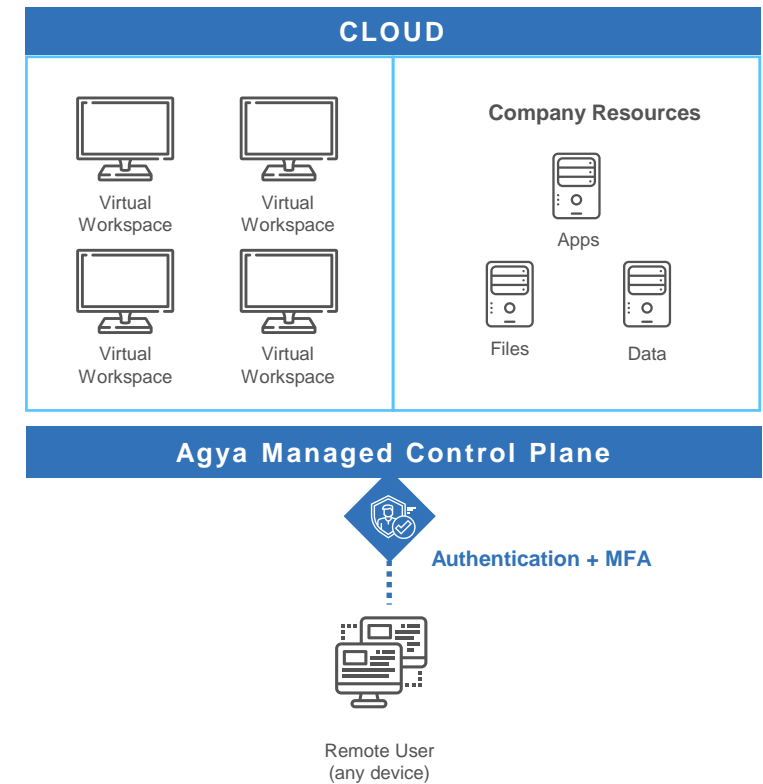 CLOUD
Virtual
Workspace
Virtual
Workspace
Virtual
Workspace
Virtual
Workspace
Company Resources
Apps
Files
Data
Agya Managed Control Plane
Authentication + MFA
Remote User
(any device)